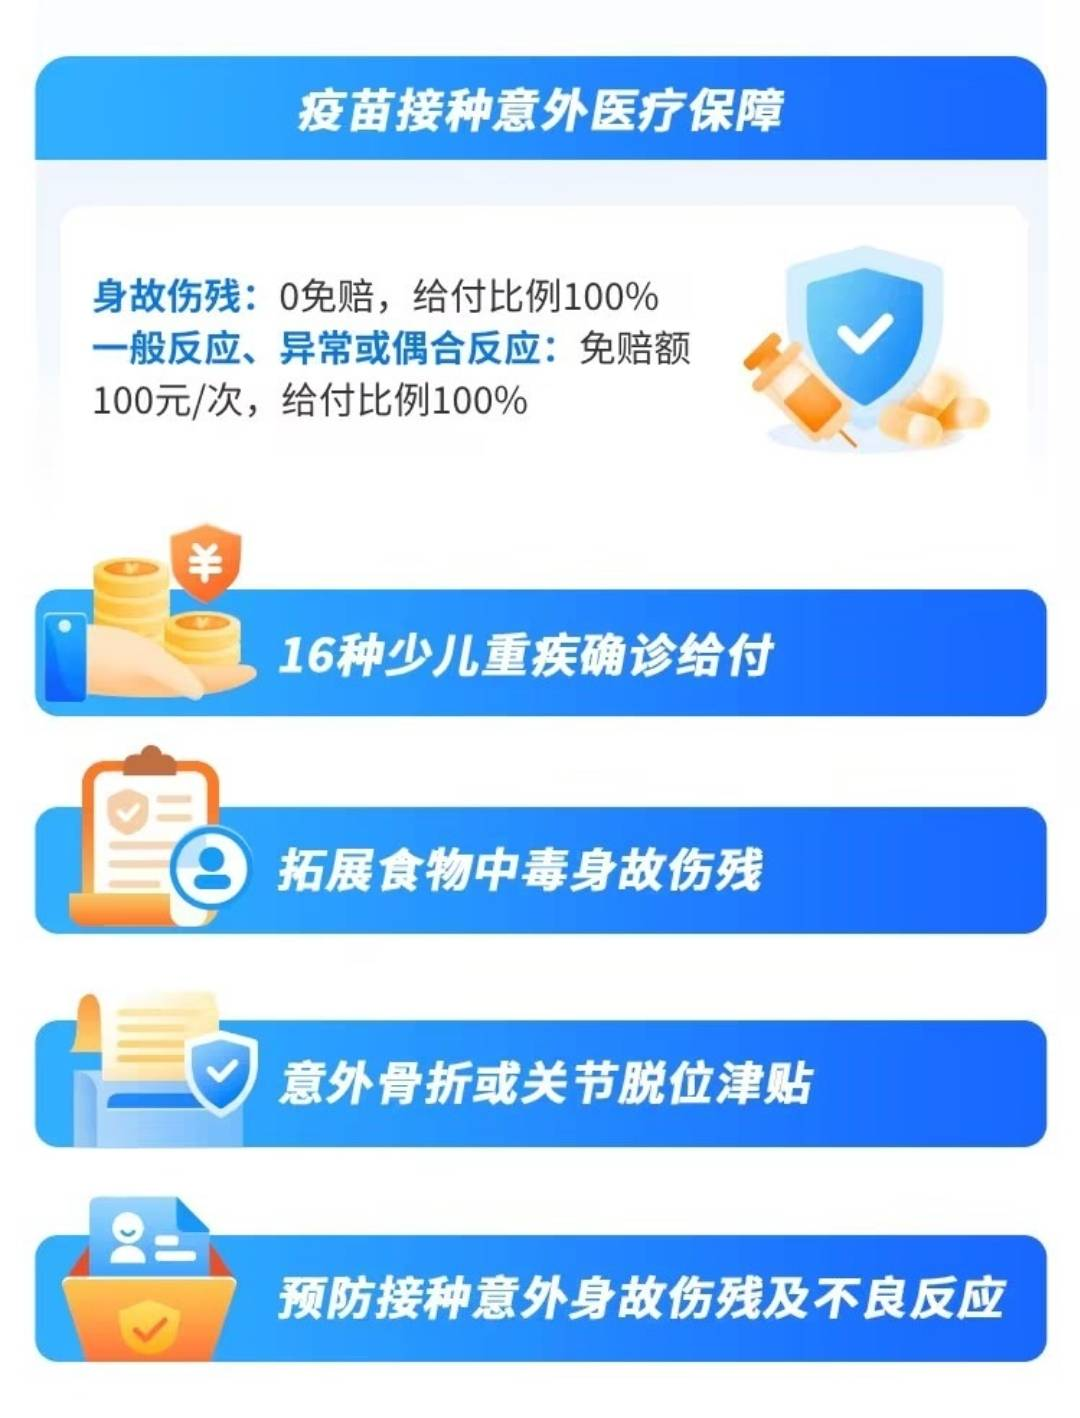 疫苗接种意外医疗保障
身故伤残：0免赔，给付比例100%
一般反应、异常或偶合反应：免赔额
100元/次，给付比例100%
¥
16种少儿重疾确诊给付
拓展食物中毒身故伤残
意外骨折或关节脱位津贴
预防接种意外身故伤残及不良反应